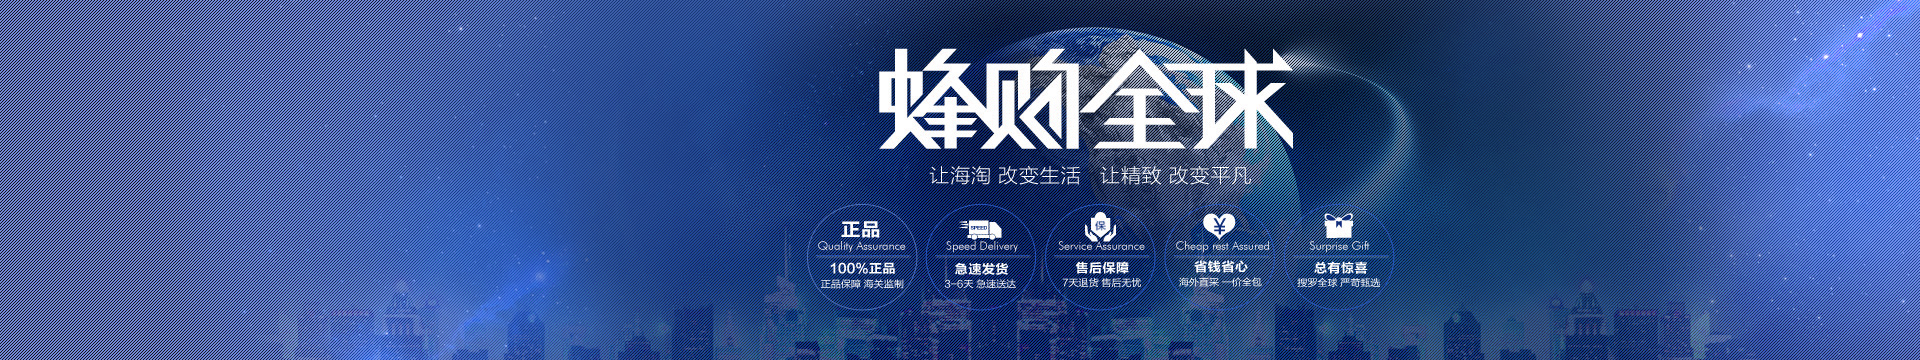 蜂购全球
让海淘 改变生活 让精致 改变平凡
正品
Quality Assurance
100%正品
正品保障 海关监制
SPEED
Speed Delivery
急速发货
3-6天 急速送达
保
Service Assurance
售后保障
7天退货 售后无忧
¥
Cheap rest Assured
省钱省心
海外直采 一价全包
Surprise Gift
总有惊喜
搜罗全球 严苛甄选